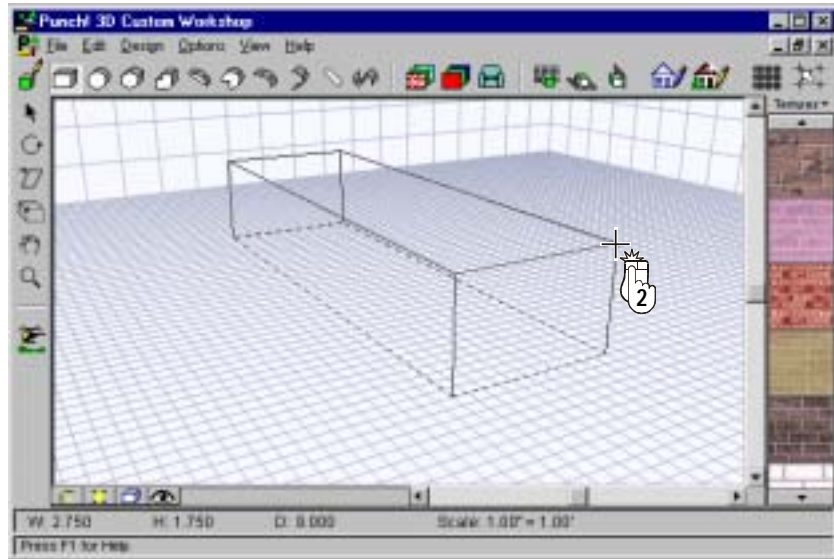 Punch! 3D Custom Workshop
File Edit Design Options View Help
Textures
2
W: 2.750 H: 1.750 D: 8.000 Scale: 1.00" = 1.00"
Press F1 for Help